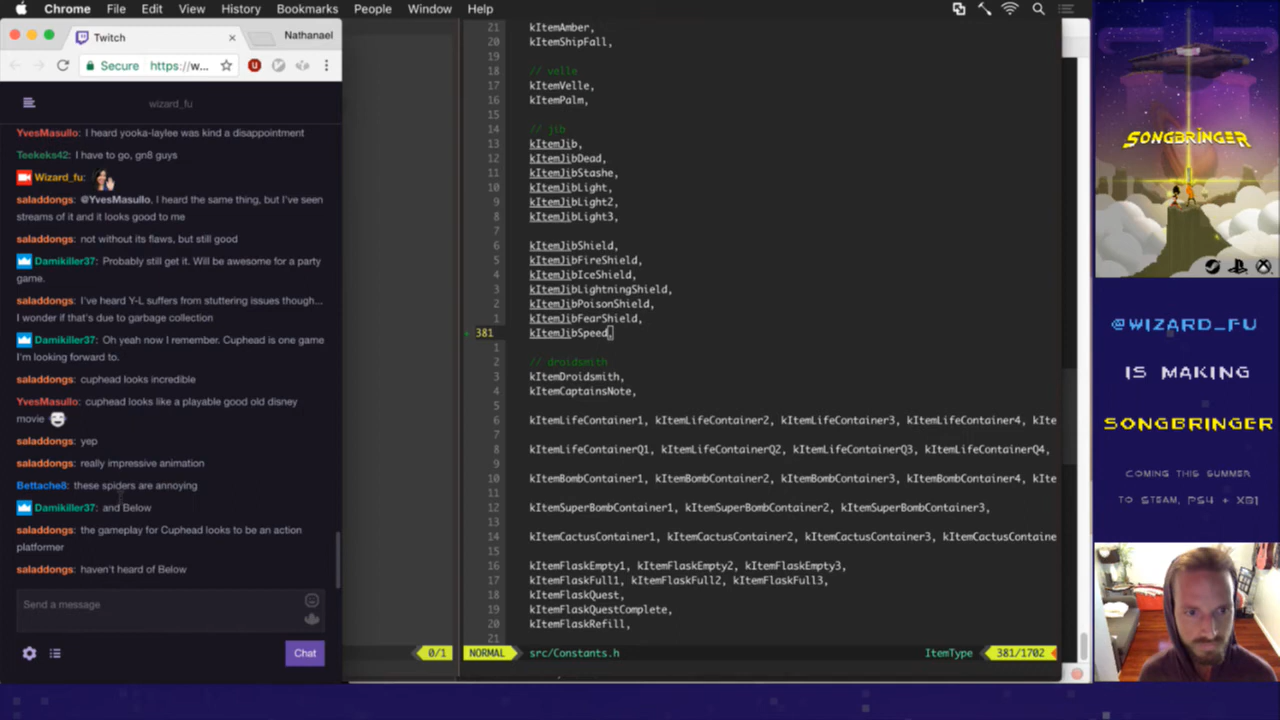 Chrome File Edit View History Bookmarks People Window Help
Twitch
Nathanael
Secure
https://w...
wizard_fu
YvesMasullo: I heard yooka-laylee was kind a disappointment
Teekeks42: I have to go, gn8 guys
Wizard_fu:
saladdongs: @YvesMasullo, I heard the same thing, but I've seen
streams of it and it looks good to me
saladdongs: not without its flaws, but still good
Damikiller37: Probably still get it. Will be awesome for a party
game.
saladdongs: I've heard Y-L suffers from stuttering issues though...
I wonder if that's due to garbage collection
Damikiller37: Oh yeah now I remember. Cuphead is one game
I'm looking forward to.
saladdongs: cuphead looks incredible
YvesMasullo: cuphead looks like a playable good old disney
movie
saladdongs: yep
saladdongs: really impressive animation
Bettache8: these spiders are annoying
Damikiller37: and Below
saladdongs: the gameplay for Cuphead looks to be an action
platformer
saladdongs: haven't heard of Below
Send a message
Chat
0/1
21 kItemAmber,
20 kItemShipFall,
19
18 // velle
17 kItemVelle,
16 kItemPalm,
15
14 // jib
13 kItemJib,
12 kItemJibDead,
11 kItemJibStashe,
10 kItemJibLight,
9 kItemJibLight2,
8 kItemJibLight3,
7
6 kItemJibShield,
5 kItemJibFireShield,
4 kItemJibIceShield,
3 kItemJibLightningShield,
2 kItemJibPoisonShield,
1 kItemJibFearShield,
381 kItemJibSpeed,
1
2 // droidsmith
3 kItemDroidsmith,
4 kItemCaptainsNote,
5
6 kItemLifeContainer1, kItemLifeContainer2, kItemLifeContainer3, kItemLifeContainer4, kIte
7
8 kItemLifeContainerQ1, kItemLifeContainerQ2, kItemLifeContainerQ3, kItemLifeContainerQ4,
9
10 kItemBombContainer1, kItemBombContainer2, kItemBombContainer3, kItemBombContainer4, kIte
11
12 kItemSuperBombContainer1, kItemSuperBombContainer2, kItemSuperBombContainer3,
13
14 kItemCactusContainer1, kItemCactusContainer2, kItemCactusContainer3, kItemCactusContaine
15
16 kItemFlaskEmpty1, kItemFlaskEmpty2, kItemFlaskEmpty3,
17 kItemFlaskFull1, kItemFlaskFull2, kItemFlaskFull3,
18 kItemFlaskQuest,
19 kItemFlaskQuestComplete,
20 kItemFlaskRefill,
21
NORMAL src/Constants.h ItemType 381/1702
SONGBRINGER
@WIZARD_FU
IS MAKING
SONGBRINGER
COMING THIS SUMMER
TO STEAM, PS4 + XB1